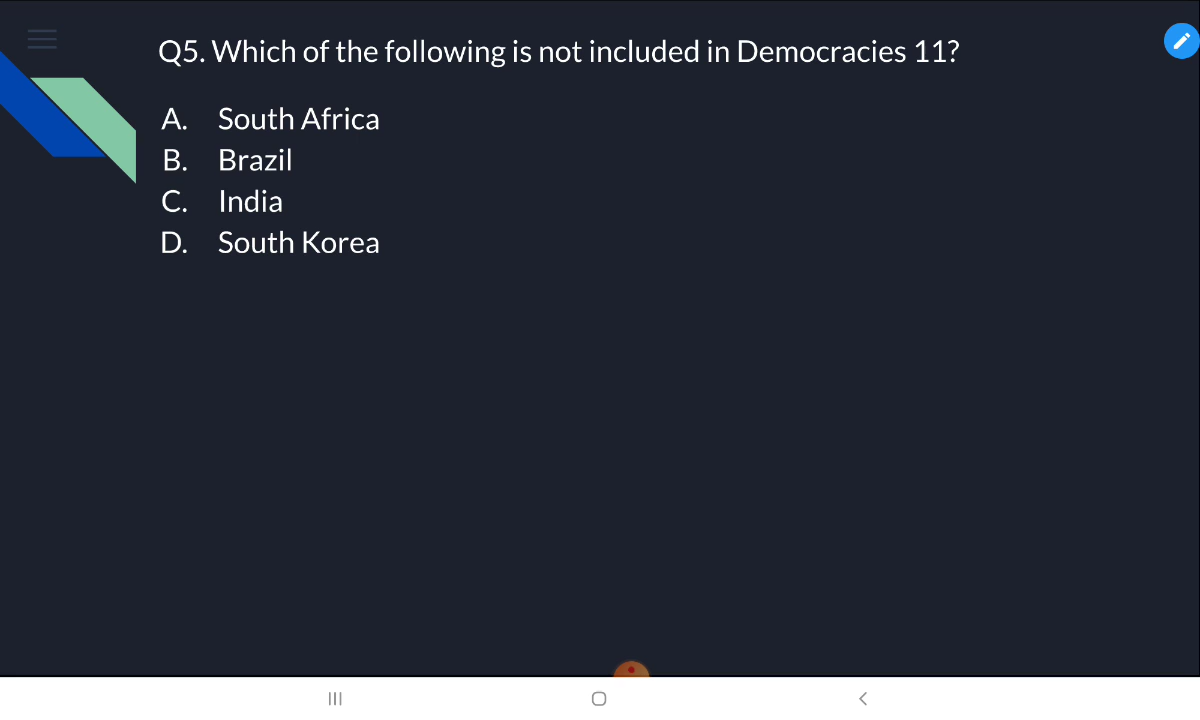 Q5. Which of the following is not included in Democracies 11?
A. South Africa
B. Brazil
C. India
D. South Korea